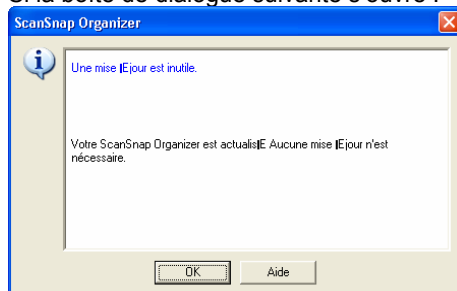 Si la boîte de dialogue suivante s'ouvre :
ScanSnap Organizer
Une mise |Ejour est inutile.
Votre ScanSnap Organizer est actualis|E Aucune mise |Ejour n'est
nécessaire.
OK
Aide